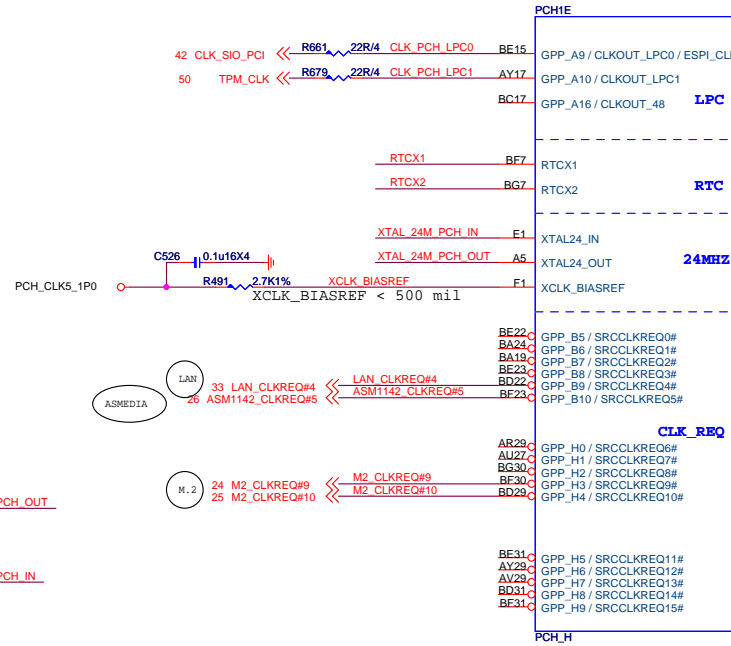 PCH1E
42 CLK_SIO_PCI R661 22R/4 CLK_PCH_LPC0 BE15 GPP_A9 / CLKOUT_LPC0 / ESPI_CL
50 TPM_CLK R679 22R/4 CLK_PCH_LPC1 AY17 GPP_A10 / CLKOUT_LPC1
BC17 GPP_A16 / CLKOUT_48 LPC
RTCX1 BF7 RTCX1
RTCX2 BG7 RTCX2 RTC
XTAL_24M_PCH_IN E1 XTAL24_IN
XTAL_24M_PCH_OUT A5 XTAL24_OUT 24MHZ
C526 0.1u16X4
PCH_CLK5_1P0 R491 2.7K1% XCLK_BIASREF F1 XCLK_BIASREF
XCLK_BIASREF < 500 mil
BE22 GPP_B5 / SRCCLKREQ0#
BA24 GPP_B6 / SRCCLKREQ1#
BA19 GPP_B7 / SRCCLKREQ2#
BE23 GPP_B8 / SRCCLKREQ3#
LAN 33 LAN_CLKREQ#4 LAN_CLKREQ#4 BD22 GPP_B9 / SRCCLKREQ4#
ASMEDIA 26 ASM1142_CLKREQ#5 ASM1142_CLKREQ#5 BF23 GPP_B10 / SRCCLKREQ5#
CLK_REQ
AR29 GPP_H0 / SRCCLKREQ6#
AU27 GPP_H1 / SRCCLKREQ7#
BG30 GPP_H2 / SRCCLKREQ8#
M.2 24 M2_CLKREQ#9 M2_CLKREQ#9 BF30 GPP_H3 / SRCCLKREQ9#
25 M2_CLKREQ#10 M2_CLKREQ#10 BD29 GPP_H4 / SRCCLKREQ10#
PCH_OUT
BE31 GPP_H5 / SRCCLKREQ11#
AY29 GPP_H6 / SRCCLKREQ12#
PCH_IN AV29 GPP_H7 / SRCCLKREQ13#
BD31 GPP_H8 / SRCCLKREQ14#
BF31 GPP_H9 / SRCCLKREQ15#
PCH_H